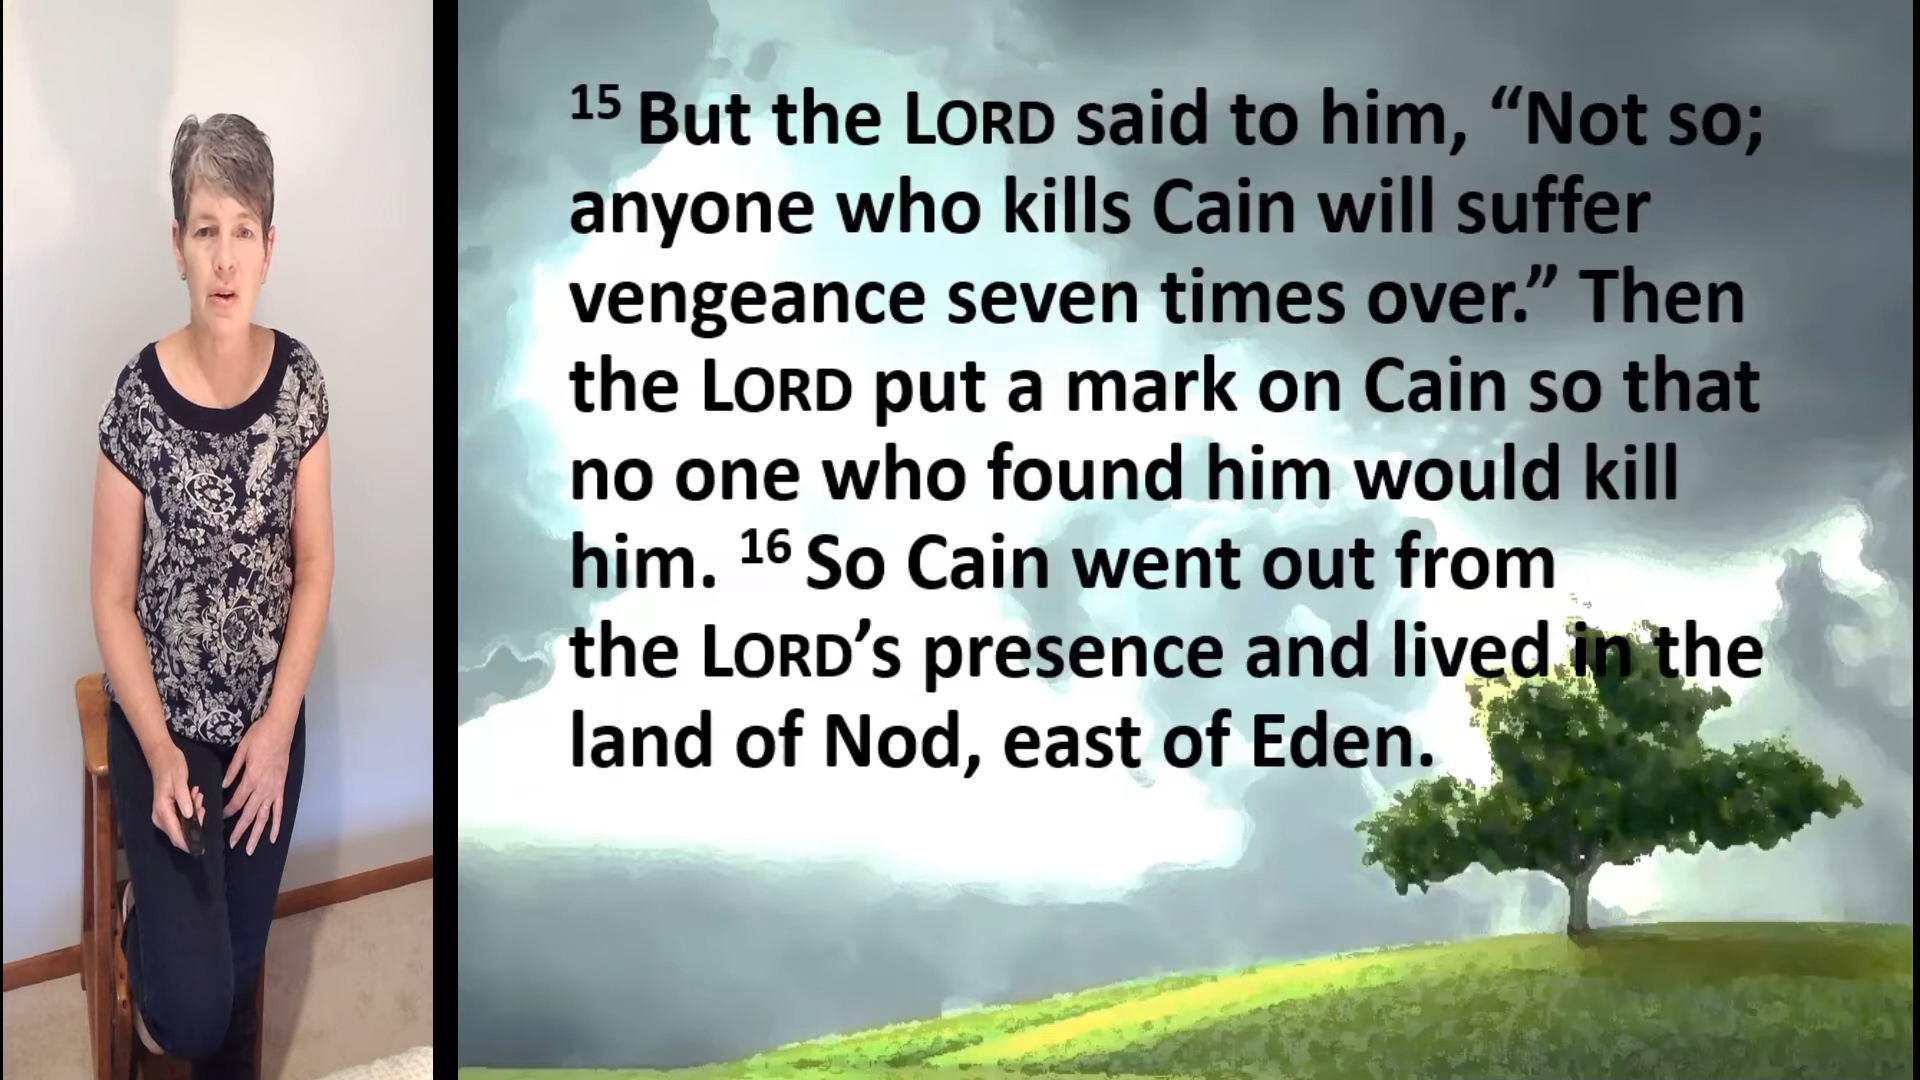 15 But the LORD said to him, “Not so;
anyone who kills Cain will suffer
vengeance seven times over.” Then
the LORD put a mark on Cain so that
no one who found him would kill
him. 16 So Cain went out from
the LORD’s presence and lived in the
land of Nod, east of Eden.